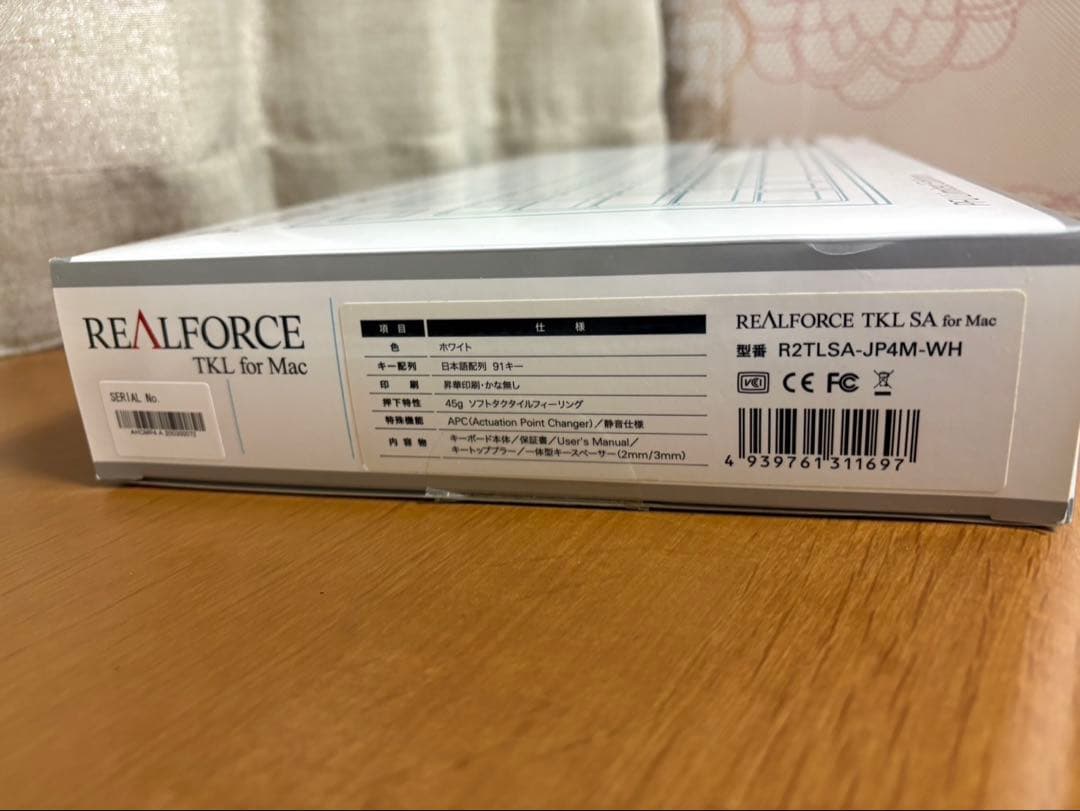 REALFORCE
TKL for Mac
SERIAL No.
項目 仕様
色 ホワイト
キー配列 日本語配列 91キー
印刷 昇華印刷・かな無し
押下特性 45g ソフトタクタイルフィーリング
特殊機能 APC(Actuation Point Changer)/静音仕様
内容物 キーボード本体/保証書/User's Manual/
キートッププラー/一体型キースペーサー(2mm/3mm)
REALFORCE TKL SA for Mac
型番 R2TLSA-JP4M-WH
VCI CE FC
4 939761 311697